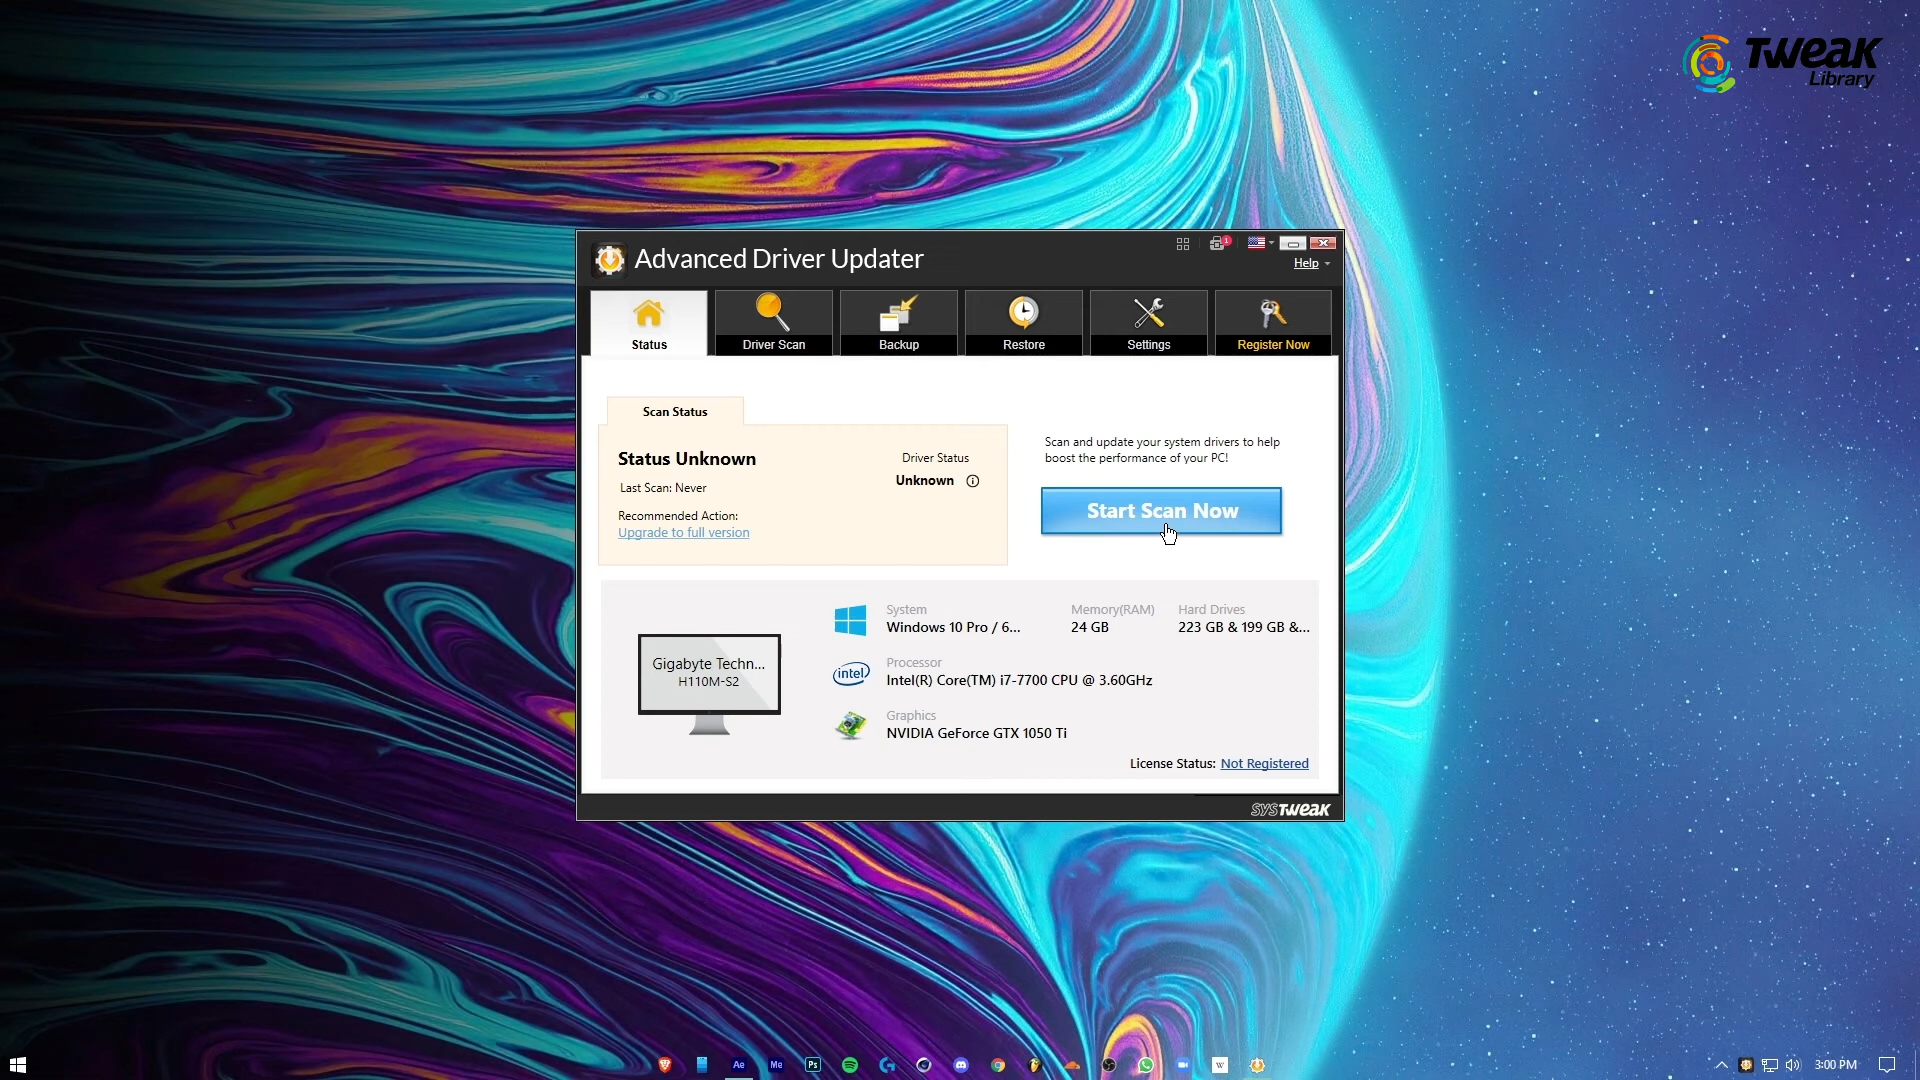 TWEAK
Library
Advanced Driver Updater
1
Help
Status
Driver Scan
Backup
Restore
Settings
Register Now
Scan Status
Status Unknown
Last Scan: Never
Recommended Action:
Upgrade to full version
Driver Status
Unknown
Scan and update your system drivers to help
boost the performance of your PC!
Start Scan Now
Gigabyte Techn...
H110M-S2
System
Windows 10 Pro / 6...
Memory(RAM)
24 GB
Hard Drives
223 GB & 199 GB &...
intel
Processor
Intel(R) Core(TM) i7-7700 CPU @ 3.60GHz
Graphics
NVIDIA GeForce GTX 1050 Ti
License Status: Not Registered
SYSTWEAK
Ae
Me
Ps
W
3:00 PM